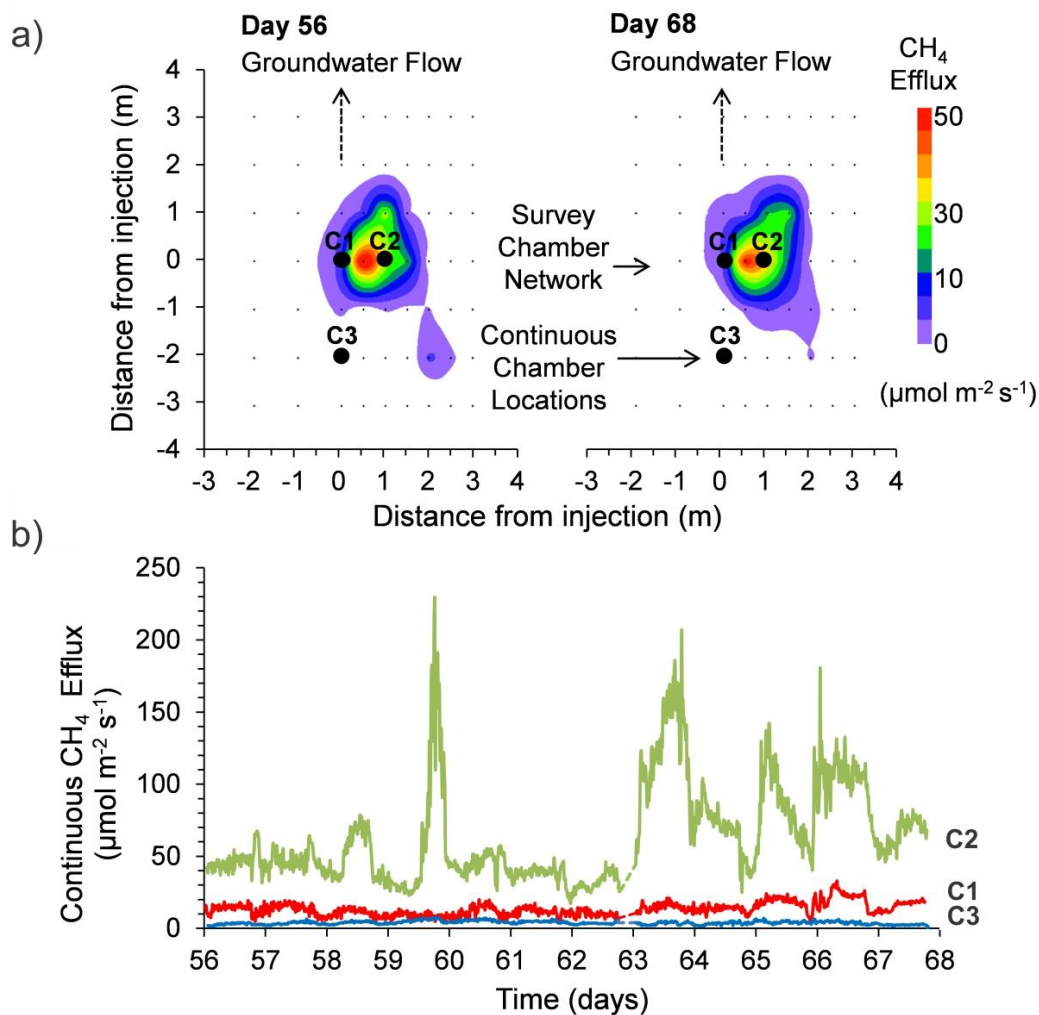 a)
Day 56
Groundwater Flow
Day 68
Groundwater Flow
CH₄
Efflux
50
30
10
0
(µmol m⁻² s⁻¹)
Distance from injection (m)
4
3
2
1
0
-1
-2
-3
-4
C1
C2
C3
Survey
Chamber
Network
Continuous
Chamber
Locations
C1
C2
C3
-3 -2 -1 0 1 2 3 4
-3 -2 -1 0 1 2 3 4
Distance from injection (m)
b)
Continuous CH₄ Efflux
(µmol m⁻² s⁻¹)
250
200
150
100
50
0
C2
C1
C3
56 57 58 59 60 61 62 63 64 65 66 67 68
Time (days)